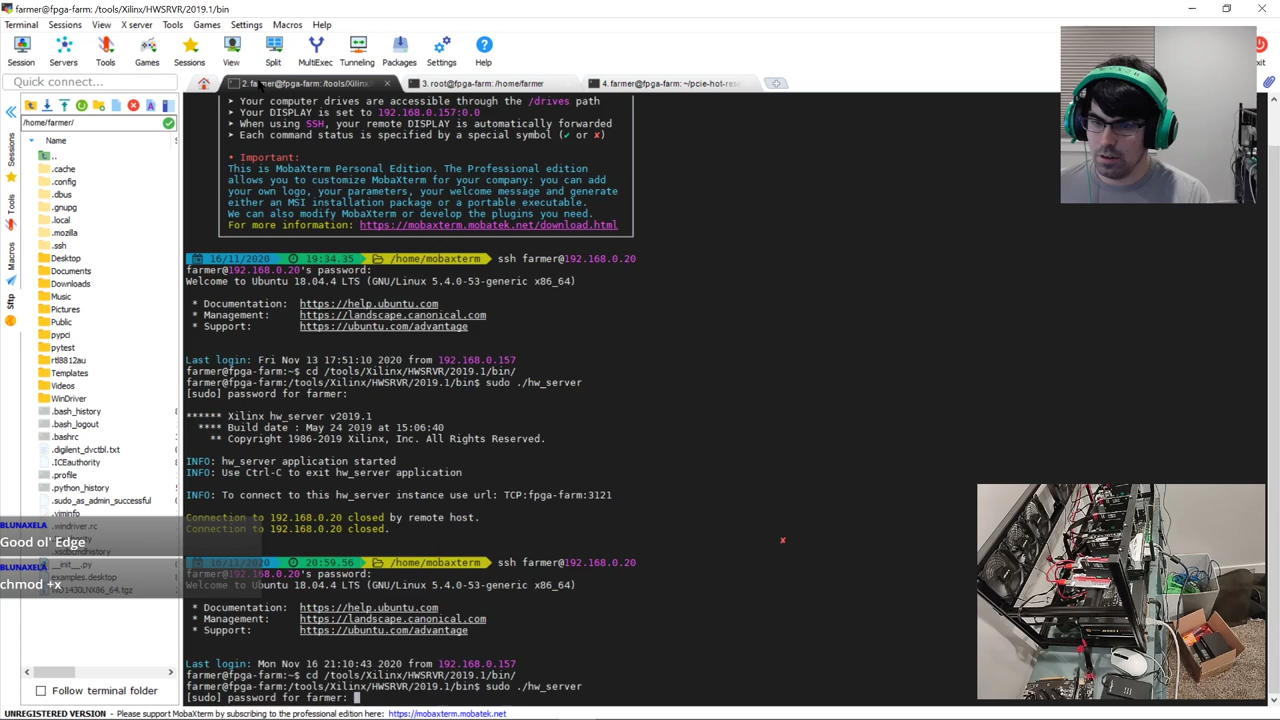 farmer@fpga-farm: /tools/Xilinx/HWSRVR/2019.1/bin
Terminal Sessions View X server Tools Games Settings Macros Help
Session Servers Tools Games Sessions View Split MultiExec Tunneling Packages Settings Help
Quick connect...
3. root@fpga-farm: /home/farmer
/home/farmer/
Name
..
.cache
.config
.dbus
.gnupg
.local
.mozilla
.ssh
Desktop
Documents
Downloads
Music
Pictures
Public
pypci
pytest
rtl8812au
Templates
Videos
WinDriver
.bash_history
.bash_logout
.bashrc
.digilent_dvctbl.txt
.ICEauthority
.profile
.python_history
.sudo_as_admin_successful
.viminfo
.windriver.rc
__init__.py
examples.desktop
Follow terminal folder
Sessions
Tools
Macros
Sftp
BLUNAXELA
Good ol' Edge
BLUNAXELA
chmod +x
➤ Your computer drives are accessible through the /drives path
➤ Your DISPLAY is set to 192.168.0.157:0.0
➤ When using SSH, your remote DISPLAY is automatically forwarded
➤ Each command status is specified by a special symbol (✔ or ✘)
• Important:
This is MobaXterm Personal Edition. The Professional edition
allows you to customize MobaXterm for your company: you can add
your own logo, your parameters, your welcome message and generate
either an MSI installation package or a portable executable.
We can also modify MobaXterm or develop the plugins you need.
For more information: https://mobaxterm.mobatek.net/download.html
16/11/2020 19:34.35 /home/mobaxterm ssh farmer@192.168.0.20
farmer@192.168.0.20's password:
Welcome to Ubuntu 18.04.4 LTS (GNU/Linux 5.4.0-53-generic x86_64)
* Documentation: https://help.ubuntu.com
* Management: https://landscape.canonical.com
* Support: https://ubuntu.com/advantage
Last login: Fri Nov 13 17:51:10 2020 from 192.168.0.157
farmer@fpga-farm:~$ cd /tools/Xilinx/HWSRVR/2019.1/bin/
farmer@fpga-farm:/tools/Xilinx/HWSRVR/2019.1/bin$ sudo ./hw_server
[sudo] password for farmer:
****** Xilinx hw_server v2019.1
**** Build date : May 24 2019 at 15:06:40
** Copyright 1986-2019 Xilinx, Inc. All Rights Reserved.
INFO: hw_server application started
INFO: Use Ctrl-C to exit hw_server application
INFO: To connect to this hw_server instance use url: TCP:fpga-farm:3121
Connection to 192.168.0.20 closed by remote host.
Connection to 192.168.0.20 closed.
✘
16/11/2020 20:59.56 /home/mobaxterm ssh farmer@192.168.0.20
farmer@192.168.0.20's password:
Welcome to Ubuntu 18.04.4 LTS (GNU/Linux 5.4.0-53-generic x86_64)
* Documentation: https://help.ubuntu.com
* Management: https://landscape.canonical.com
* Support: https://ubuntu.com/advantage
Last login: Mon Nov 16 21:10:43 2020 from 192.168.0.157
farmer@fpga-farm:~$ cd /tools/Xilinx/HWSRVR/2019.1/bin/
farmer@fpga-farm:/tools/Xilinx/HWSRVR/2019.1/bin$ sudo ./hw_server
[sudo] password for farmer:
UNREGISTERED VERSION - Please support MobaXterm by subscribing to the professional edition here: https://mobaxterm.mobatek.net